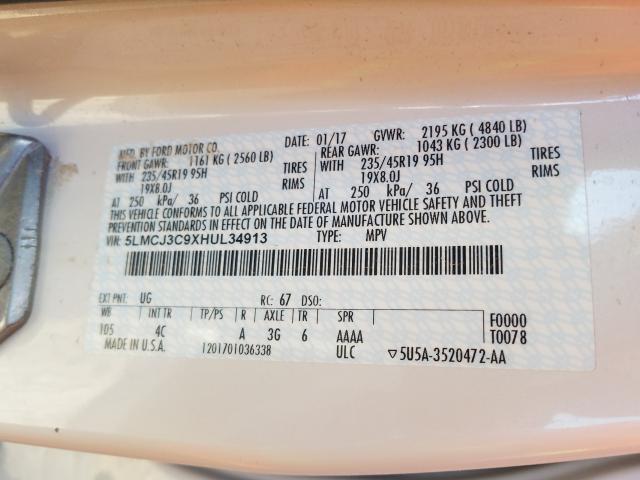 MFD. BY FORD MOTOR CO. DATE: 01/17 GVWR: 2195 KG ( 4840 LB)
FRONT GAWR: 1161 KG ( 2560 LB) REAR GAWR: 1043 KG ( 2300 LB)
WITH 235/45R19 95H TIRES WITH 235/45R19 95H TIRES
19X8.0J RIMS 19X8.0J RIMS
AT 250 kPa/ 36 PSI COLD AT 250 kPa/ 36 PSI COLD
THIS VEHICLE CONFORMS TO ALL APPLICABLE FEDERAL MOTOR VEHICLE SAFETY AND THEFT
PREVENTION STANDARDS IN EFFECT ON THE DATE OF MANUFACTURE SHOWN ABOVE.
VIN: 5LMCJ3C9XHUL34913 TYPE: MPV
EXT PNT: UG RC: 67 DSO:
WB INT TR TP/PS R AXLE TR SPR F0000
105 4C A 3G 6 AAAA T0078
MADE IN U.S.A. 1201701036338 ULC ▽5U5A-3520472-AA